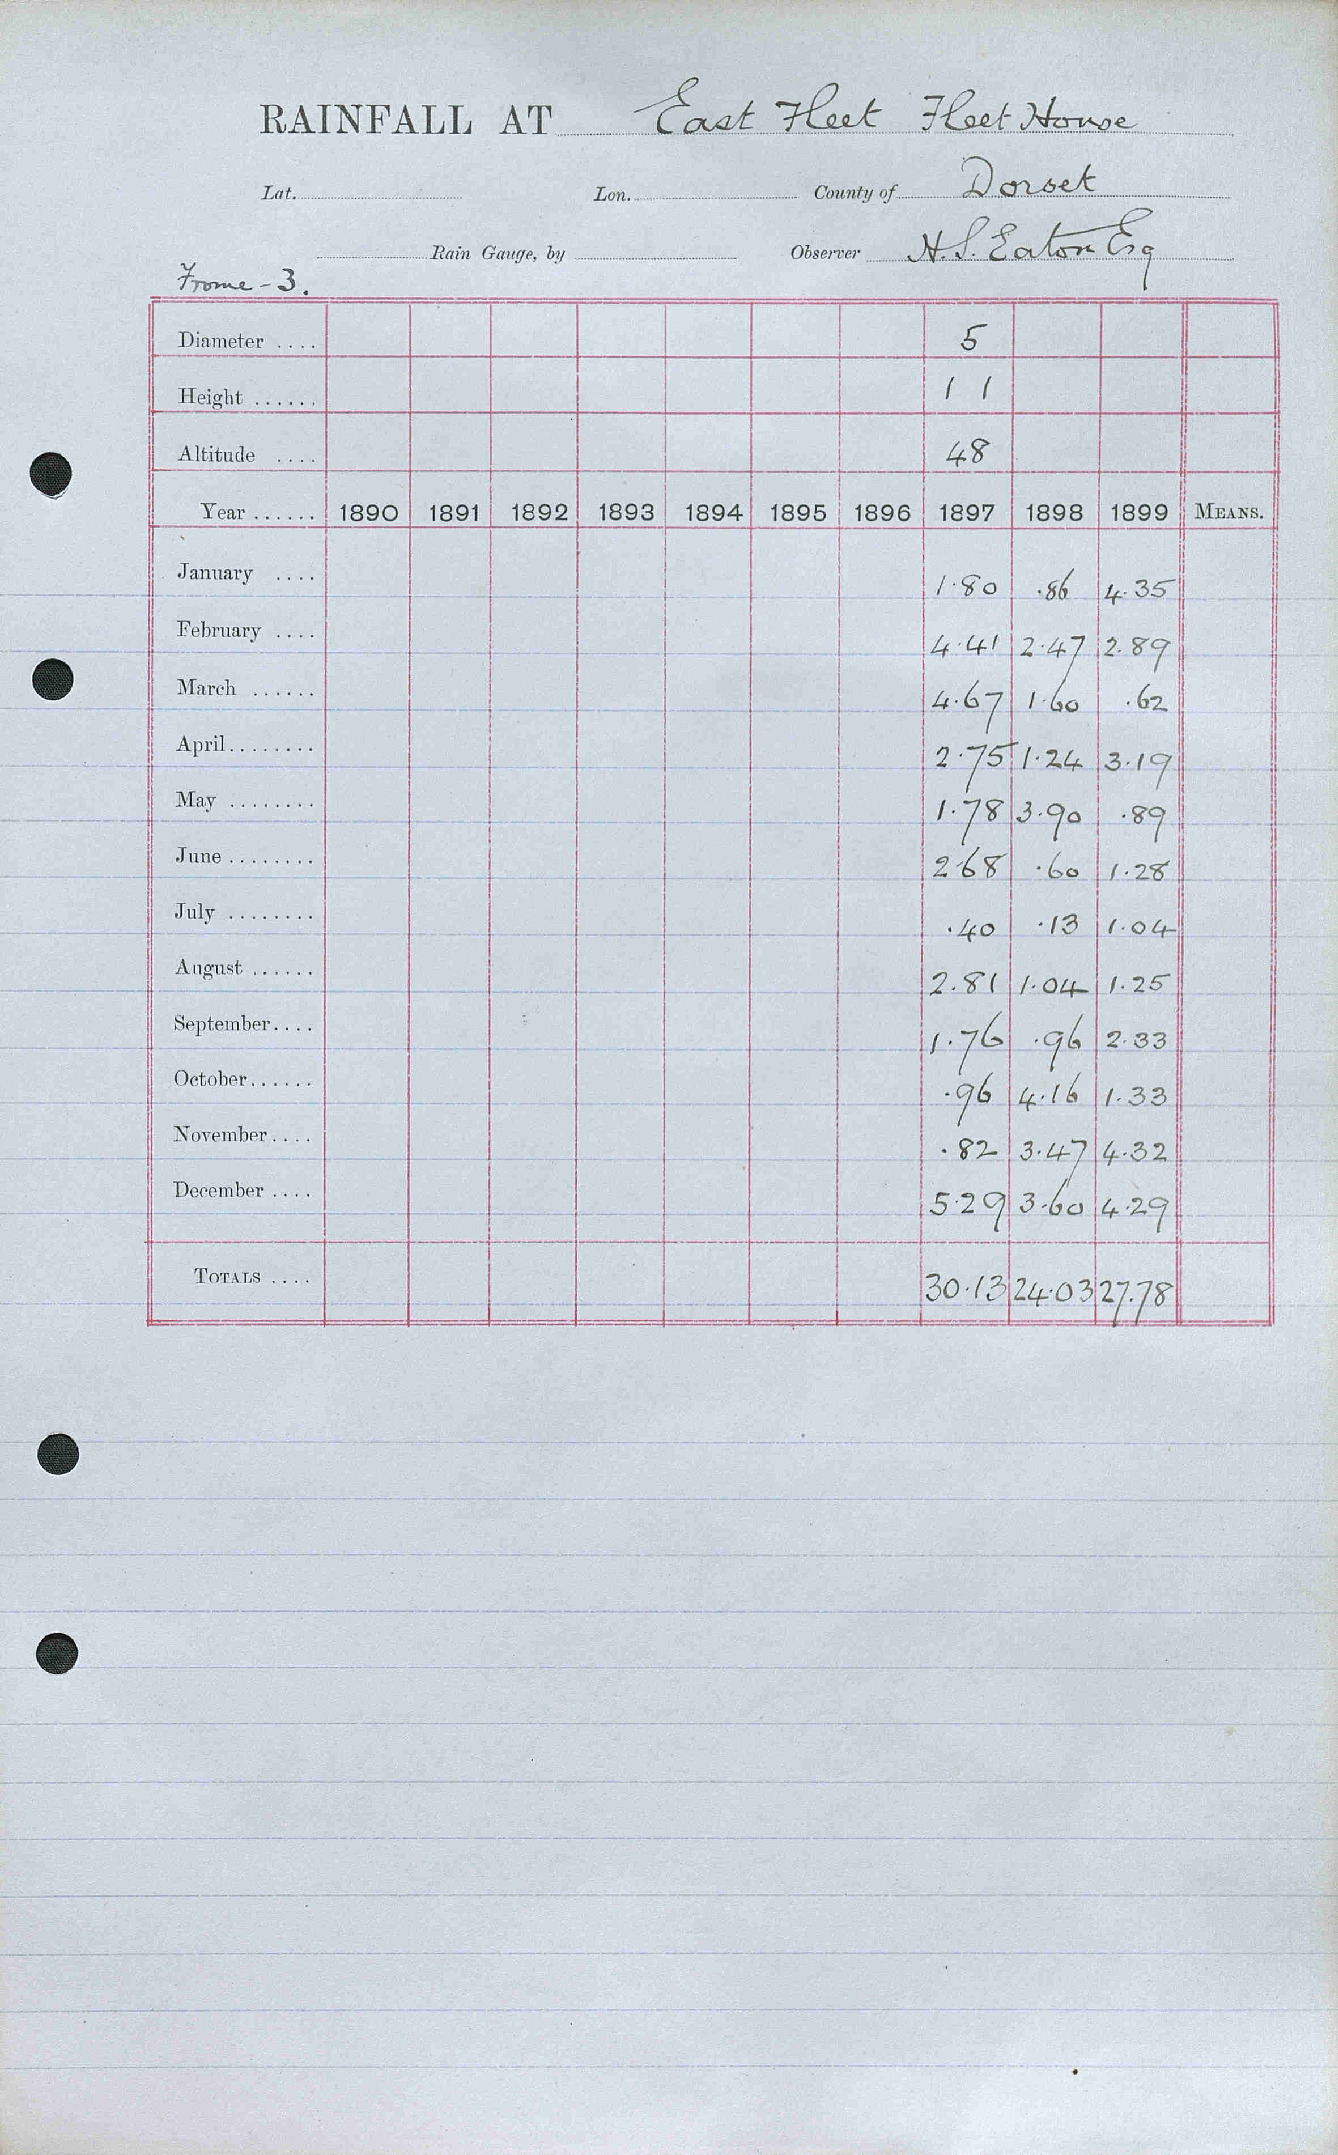 RAINFALL AT East Fleet Fleet House
Lat. Lon. County of Dorset
Rain Gauge, by Observer H. S. Eaton Esq
Frome - 3.
Diameter .... 5
Height ...... 1 1
Altitude .... 48
Year ...... 1890 1891 1892 1893 1894 1895 1896 1897 1898 1899 MEANS.
January .... 1.80 .86 4.35
February .... 4.41 2.47 2.89
March ...... 4.67 1.60 .62
April........ 2.75 1.24 3.19
May ........ 1.78 3.90 .89
June ........ 2.68 .60 1.28
July ........ .40 .13 1.04
August ...... 2.81 1.04 1.25
September.... 1.76 .96 2.33
October...... .96 4.16 1.33
November.... .82 3.47 4.32
December .... 5.29 3.60 4.29
TOTALS .... 30.13 24.03 27.78